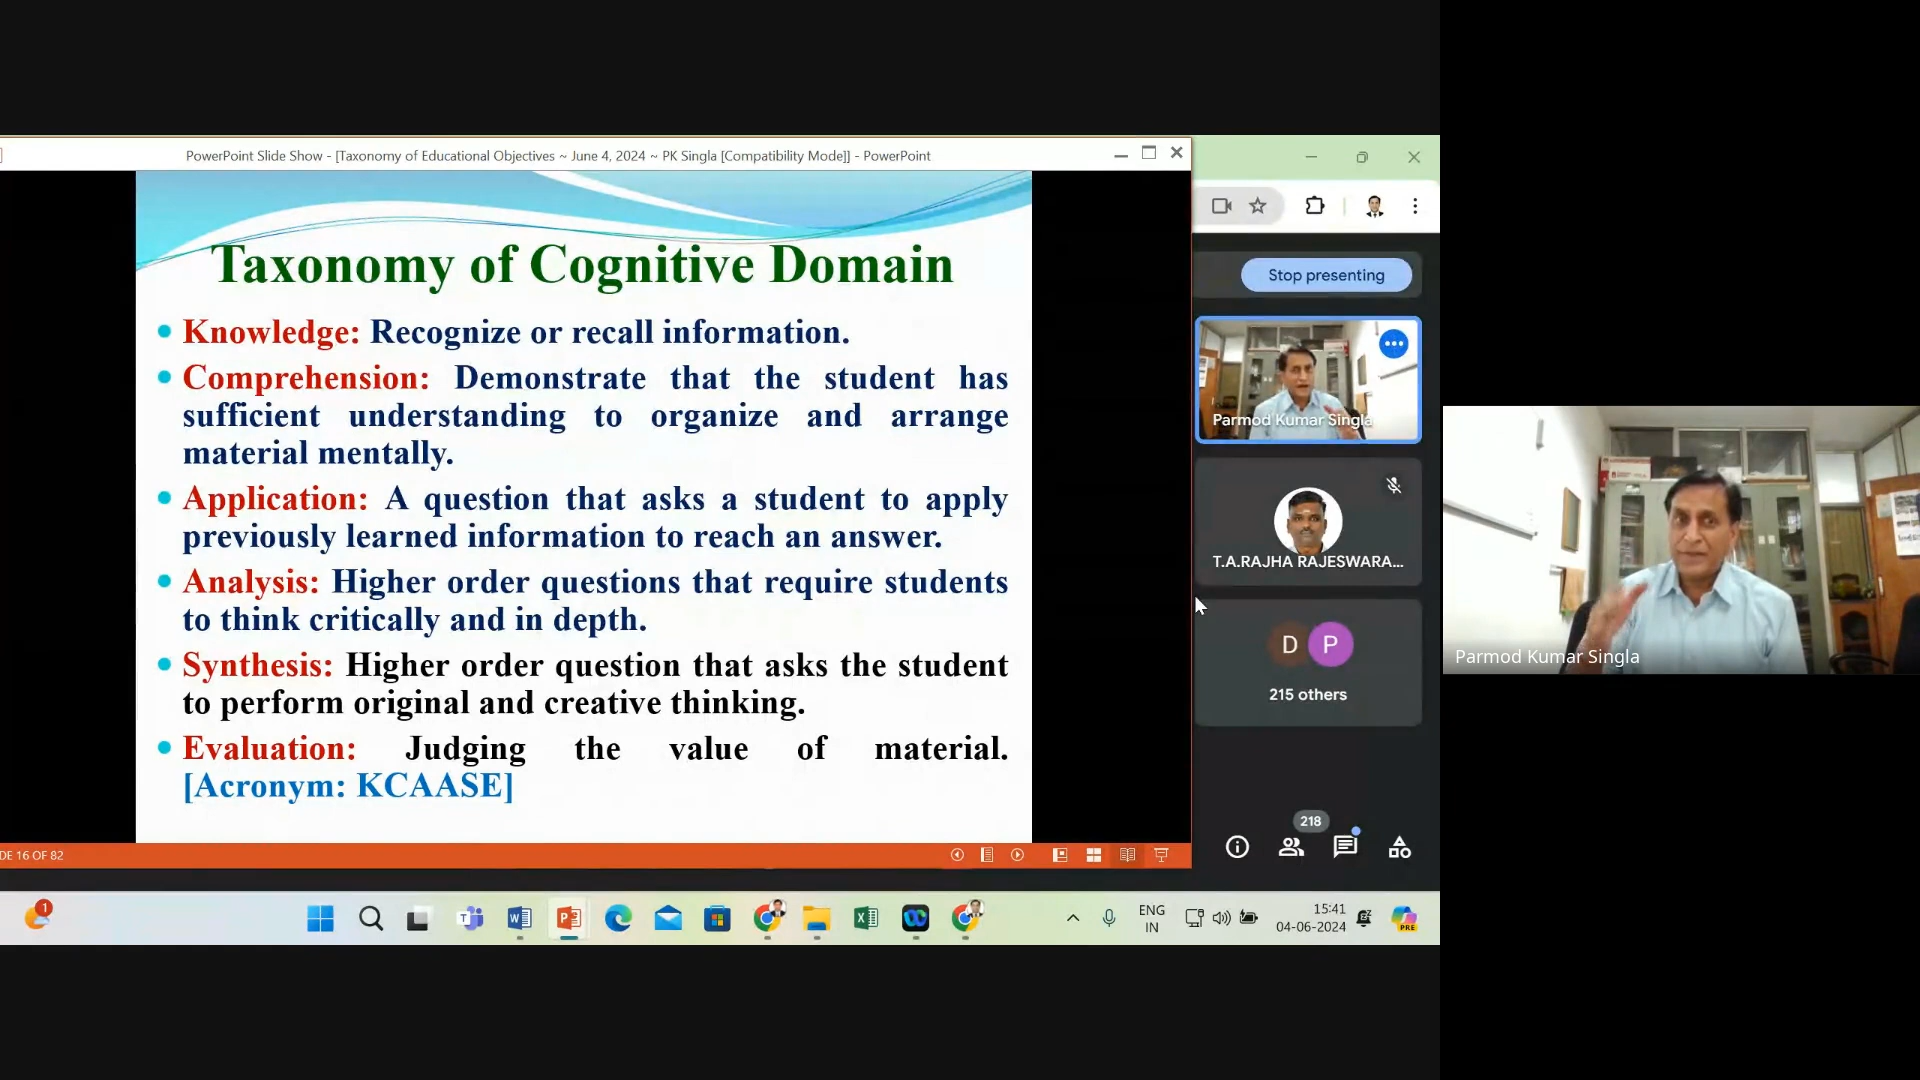 PowerPoint Slide Show - [Taxonomy of Educational Objectives ~ June 4, 2024 ~ PK Singla [Compatibility Mode]] - PowerPoint
Taxonomy of Cognitive Domain
Knowledge: Recognize or recall information.
Comprehension: Demonstrate that the student has
sufficient understanding to organize and arrange
material mentally.
Application: A question that asks a student to apply
previously learned information to reach an answer.
Analysis: Higher order questions that require students
to think critically and in depth.
Synthesis: Higher order question that asks the student
to perform original and creative thinking.
Evaluation: Judging the value of material.
[Acronym: KCAASE]
DE 16 OF 82
Stop presenting
Parmod Kumar Singla
T.A.RAJHA RAJESWARA...
D P
215 others
218
Parmod Kumar Singla
1
ENG
IN
15:41
04-06-2024
PRE